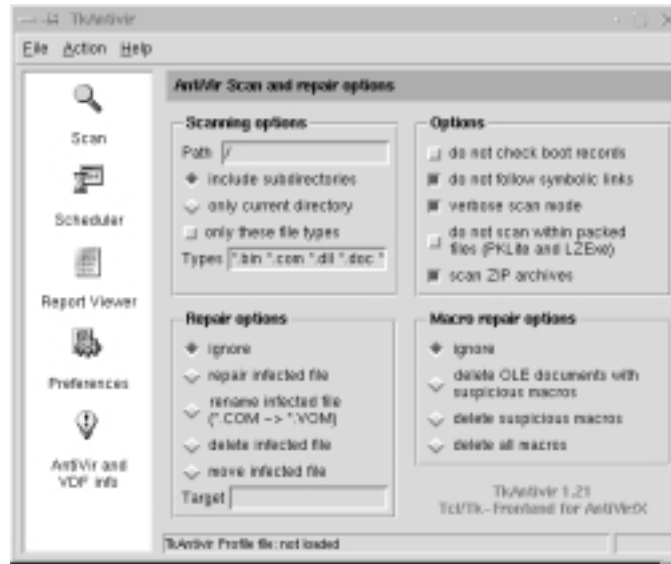 TkAntivir
File Action Help
Scan
Scheduler
Report Viewer
Preferences
AntiVir and
VDF info
AntiVir Scan and repair options
Scanning options
Path /
include subdirectories
only current directory
only these file types
Types *.bin *.com *.dll *.doc *
Repair options
ignore
repair infected file
rename infected file
(*.COM --> *.VOM)
delete infected file
move infected file
Target
Options
do not check boot records
do not follow symbolic links
verbose scan mode
do not scan within packed
files (PKLite and LZExe)
scan ZIP archives
Macro repair options
ignore
delete OLE documents with
suspicious macros
delete suspicious macros
delete all macros
TkAntivir 1.21
Tcl/Tk-Frontend for AntiVir/X
TkAntivir Profile file: not loaded